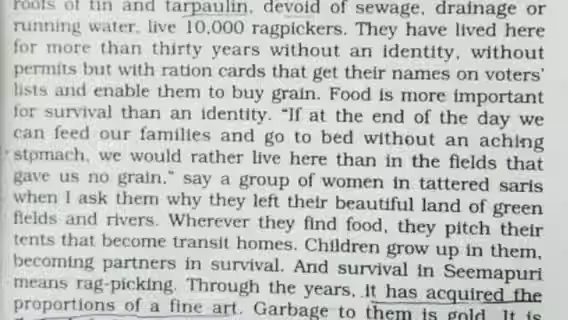 roofs of tin and tarpaulin, devoid of sewage, drainage or
running water, live 10,000 ragpickers. They have lived here
for more than thirty years without an identity, without
permits but with ration cards that get their names on voters'
lists and enable them to buy grain. Food is more important
for survival than an identity. "If at the end of the day we
can feed our families and go to bed without an aching
stomach, we would rather live here than in the fields that
gave us no grain," say a group of women in tattered saris
when I ask them why they left their beautiful land of green
fields and rivers. Wherever they find food, they pitch their
tents that become transit homes. Children grow up in them,
becoming partners in survival. And survival in Seemapuri
means rag-picking. Through the years, it has acquired the
proportions of a fine art. Garbage to them is gold. It is